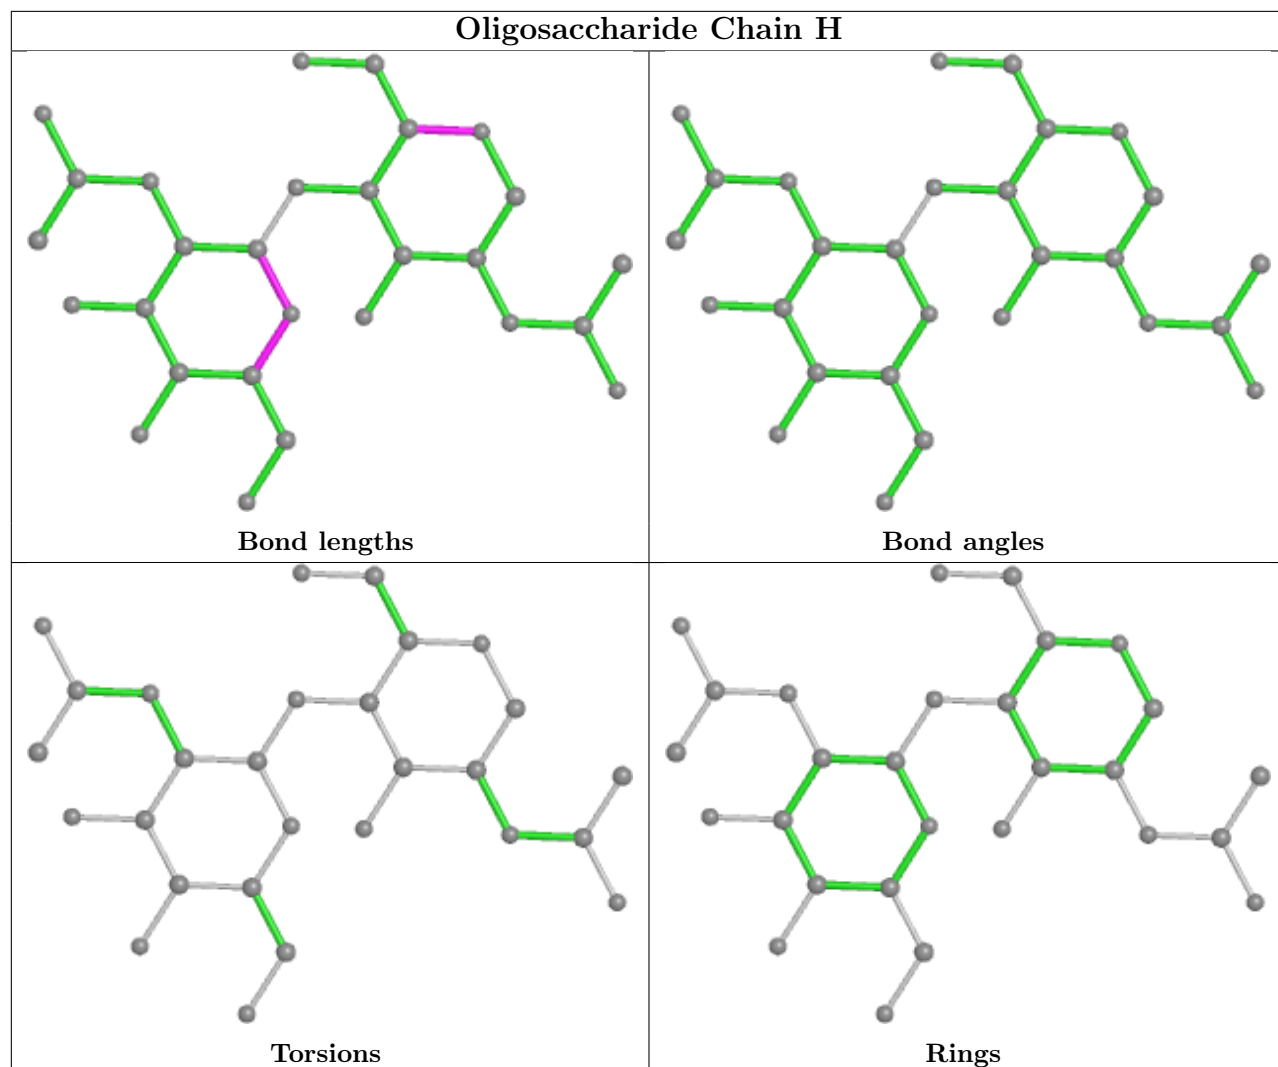 Oligosaccharide Chain H
Bond lengths
Bond angles
Torsions
Rings